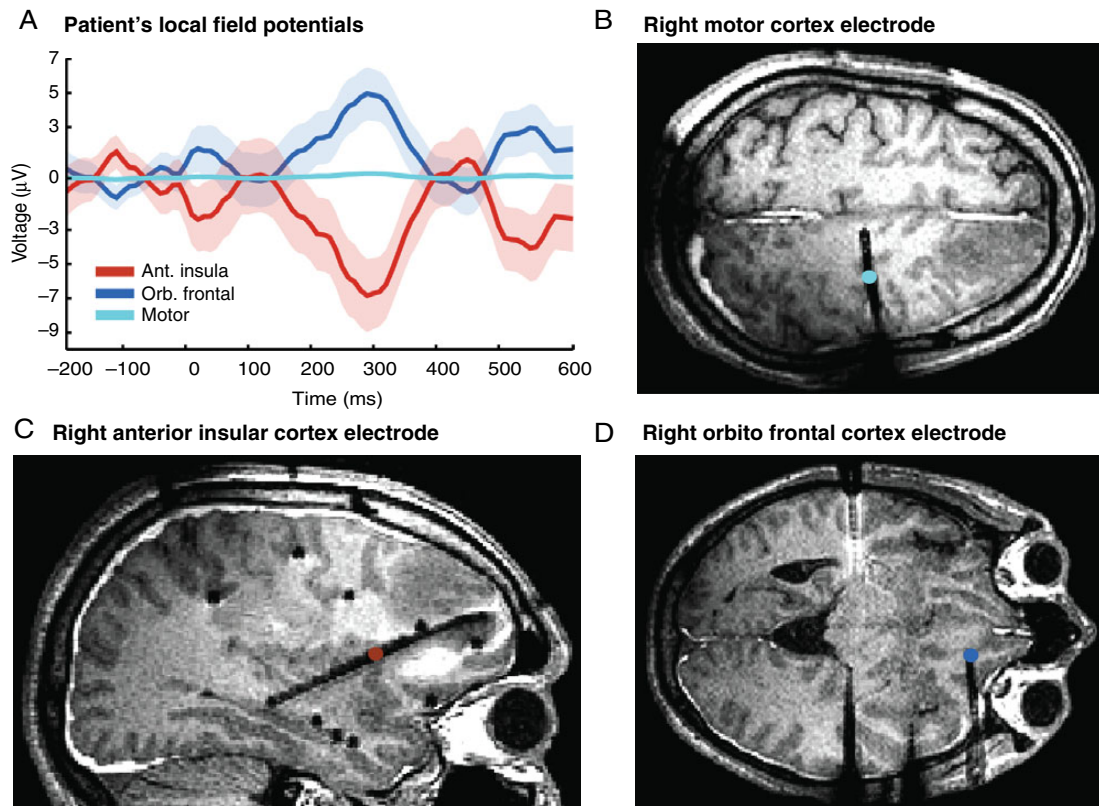 A Patient's local field potentials
7
5
3
0
–3
–5
–7
–9
Voltage (μV)
Ant. insula
Orb. frontal
Motor
–200 –100 0 100 200 300 400 500 600
Time (ms)
B Right motor cortex electrode
C Right anterior insular cortex electrode
D Right orbito frontal cortex electrode